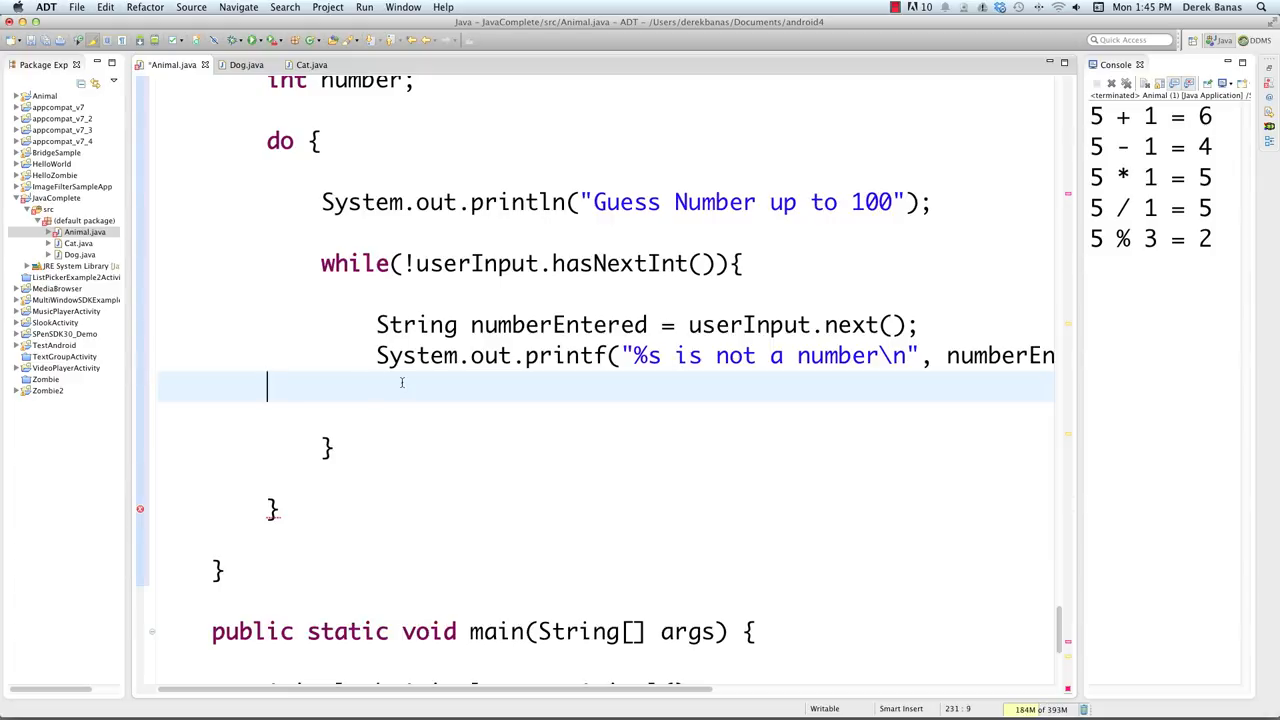 ADT File Edit Refactor Source Navigate Search Project Run Window Help 10 Mon 1:45 PM Derek Banas
Java – JavaComplete/src/Animal.java – ADT – /Users/derekbanas/Documents/android4
Quick Access Java DDMS
Package Exp *Animal.java Dog.java Cat.java Console
Animal
appcompat_v7
appcompat_v7_2
appcompat_v7_3
appcompat_v7_4
BridgeSample
HelloWorld
HelloZombie
ImageFilterSampleApp
JavaComplete
src
(default package)
Animal.java
Cat.java
Dog.java
JRE System Library [Ja
ListPickerExample2Activi
MediaBrowser
MultiWindowSDKExample
MusicPlayerActivity
SlookActivity
SPenSDK30_Demo
TestAndroid
TextGroupActivity
VideoPlayerActivity
Zombie
Zombie2
int number;
do {
System.out.println("Guess Number up to 100");
while(!userInput.hasNextInt()){
String numberEntered = userInput.next();
System.out.printf("%s is not a number\n", numberEn
}
}
}
public static void main(String[] args) {
<terminated> Animal (1) [Java Application] /S
5 + 1 = 6
5 - 1 = 4
5 * 1 = 5
5 / 1 = 5
5 % 3 = 2
Writable Smart Insert 231 : 9 184M of 393M